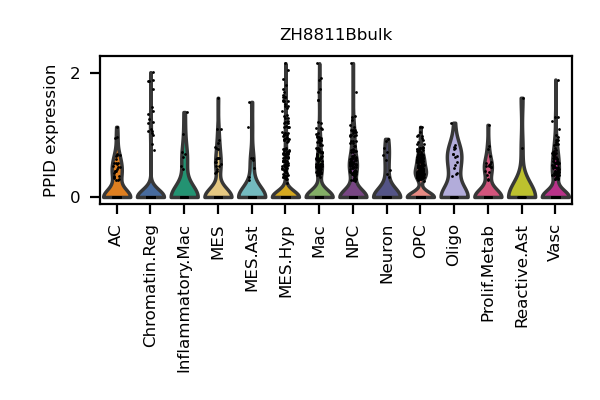 ZH8811Bbulk
PPID expression
2
0
AC
Chromatin.Reg
Inflammatory.Mac
MES
MES.Ast
MES.Hyp
Mac
NPC
Neuron
OPC
Oligo
Prolif.Metab
Reactive.Ast
Vasc